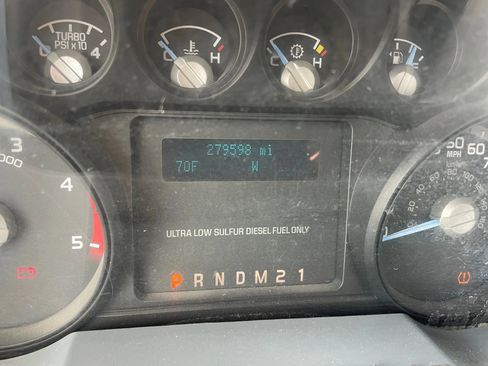 TURBO
PSI x 10
0 4
C H
C H
279598 mi
70F W
ULTRA LOW SULFUR DIESEL FUEL ONLY
P R N D M 2 1
3
4
5
000
MPH